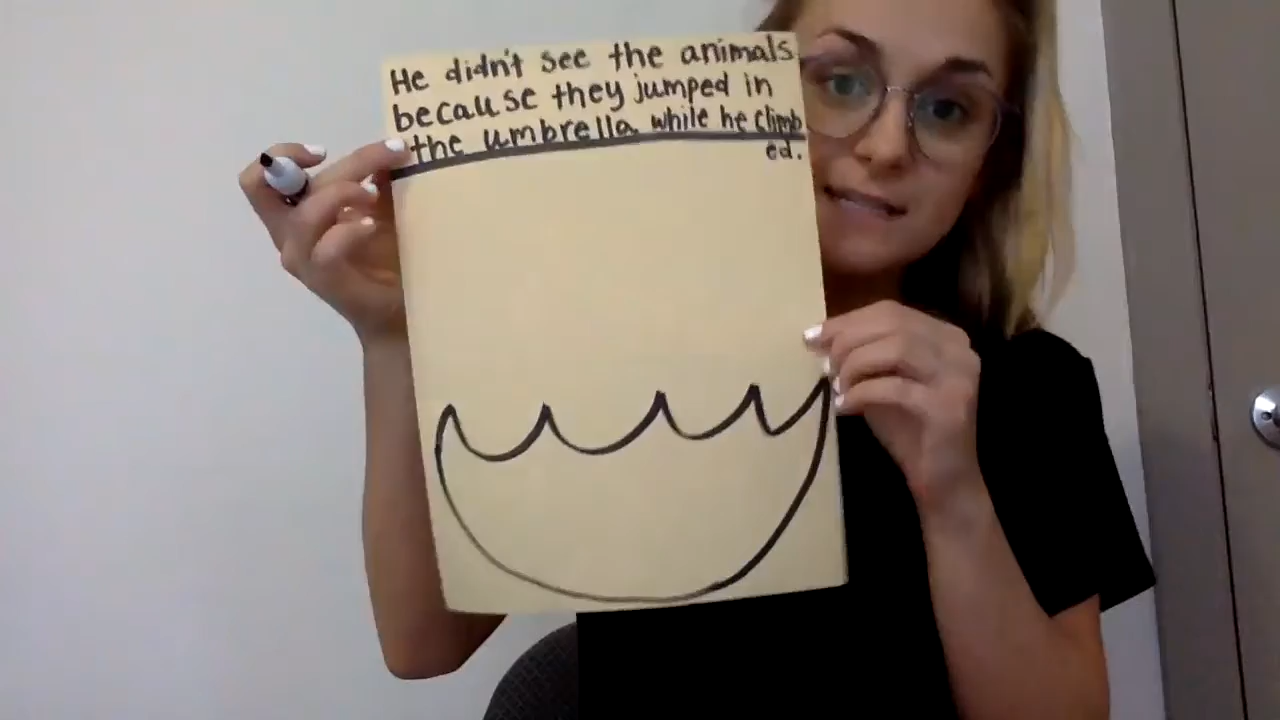 He didn't see the animals
because they jumped in
the umbrella while he climb
ed.